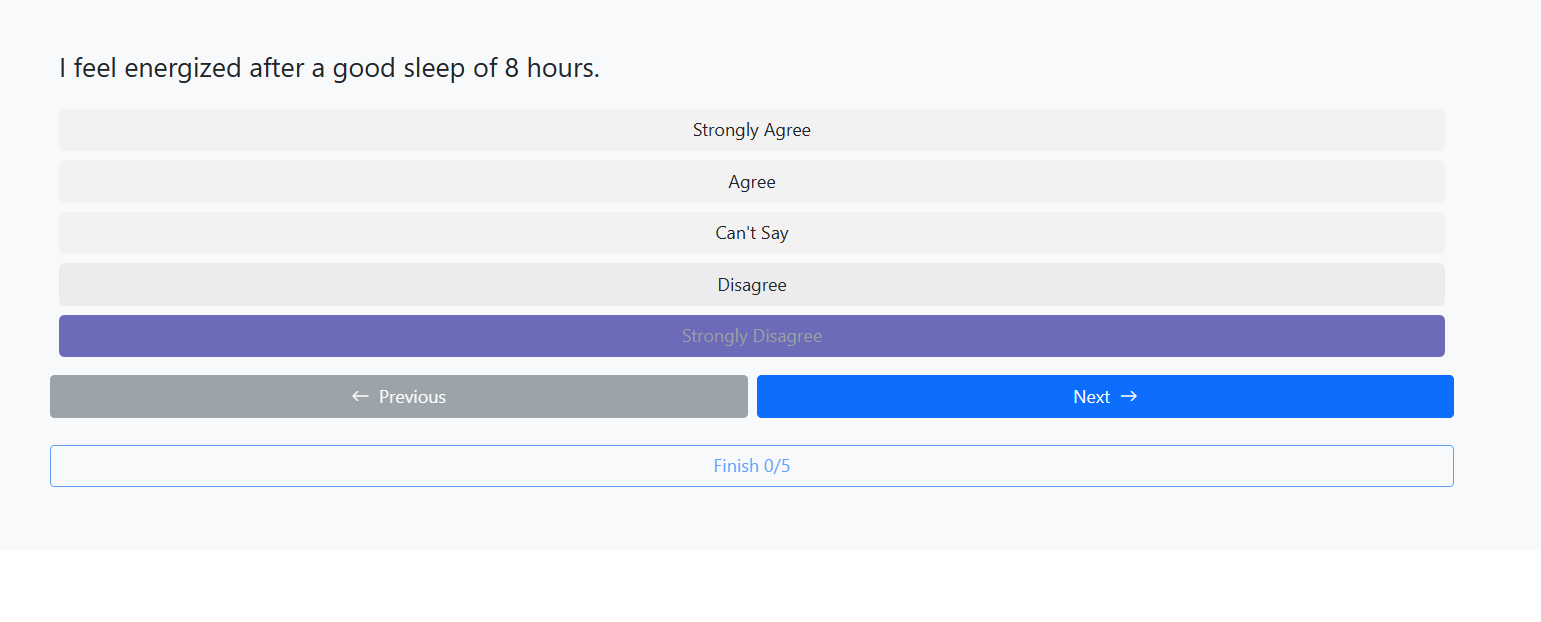 I feel energized after a good sleep of 8 hours.
Strongly Agree
Agree
Can't Say
Disagree
Strongly Disagree
← Previous
Next →
Finish 0/5